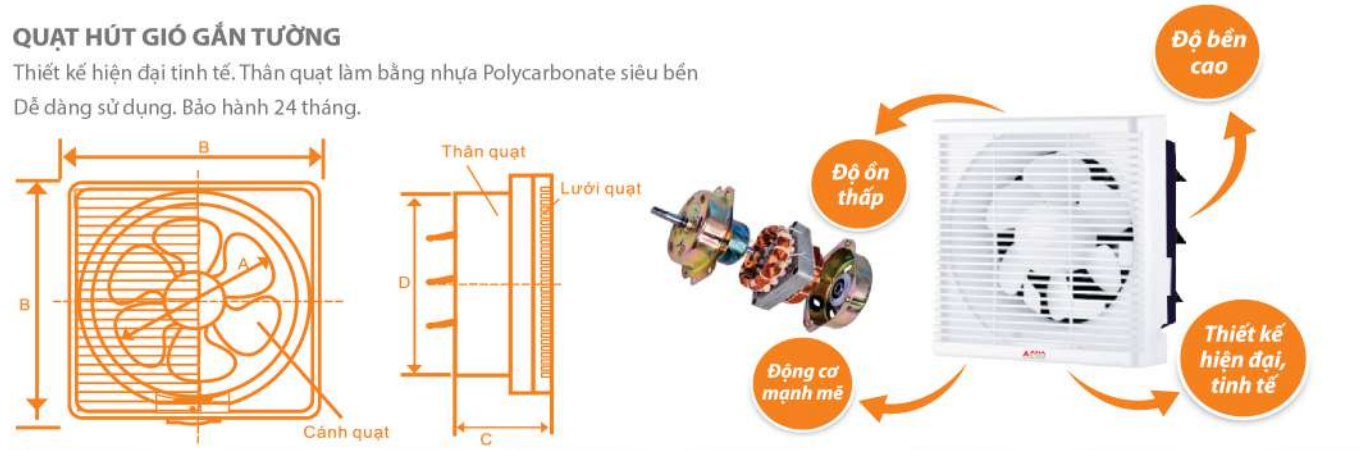 QUẠT HÚT GIÓ GẮN TƯỜNG
Thiết kế hiện đại tinh tế. Thân quạt làm bằng nhựa Polycarbonate siêu bền
Dễ dàng sử dụng. Bảo hành 24 tháng.
B
B
A
Cánh quạt
Thân quạt
Lưới quạt
D
C
Độ bền
cao
Độ ồn
thấp
Động cơ
mạnh mẽ
Thiết kế
hiện đại,
tinh tế